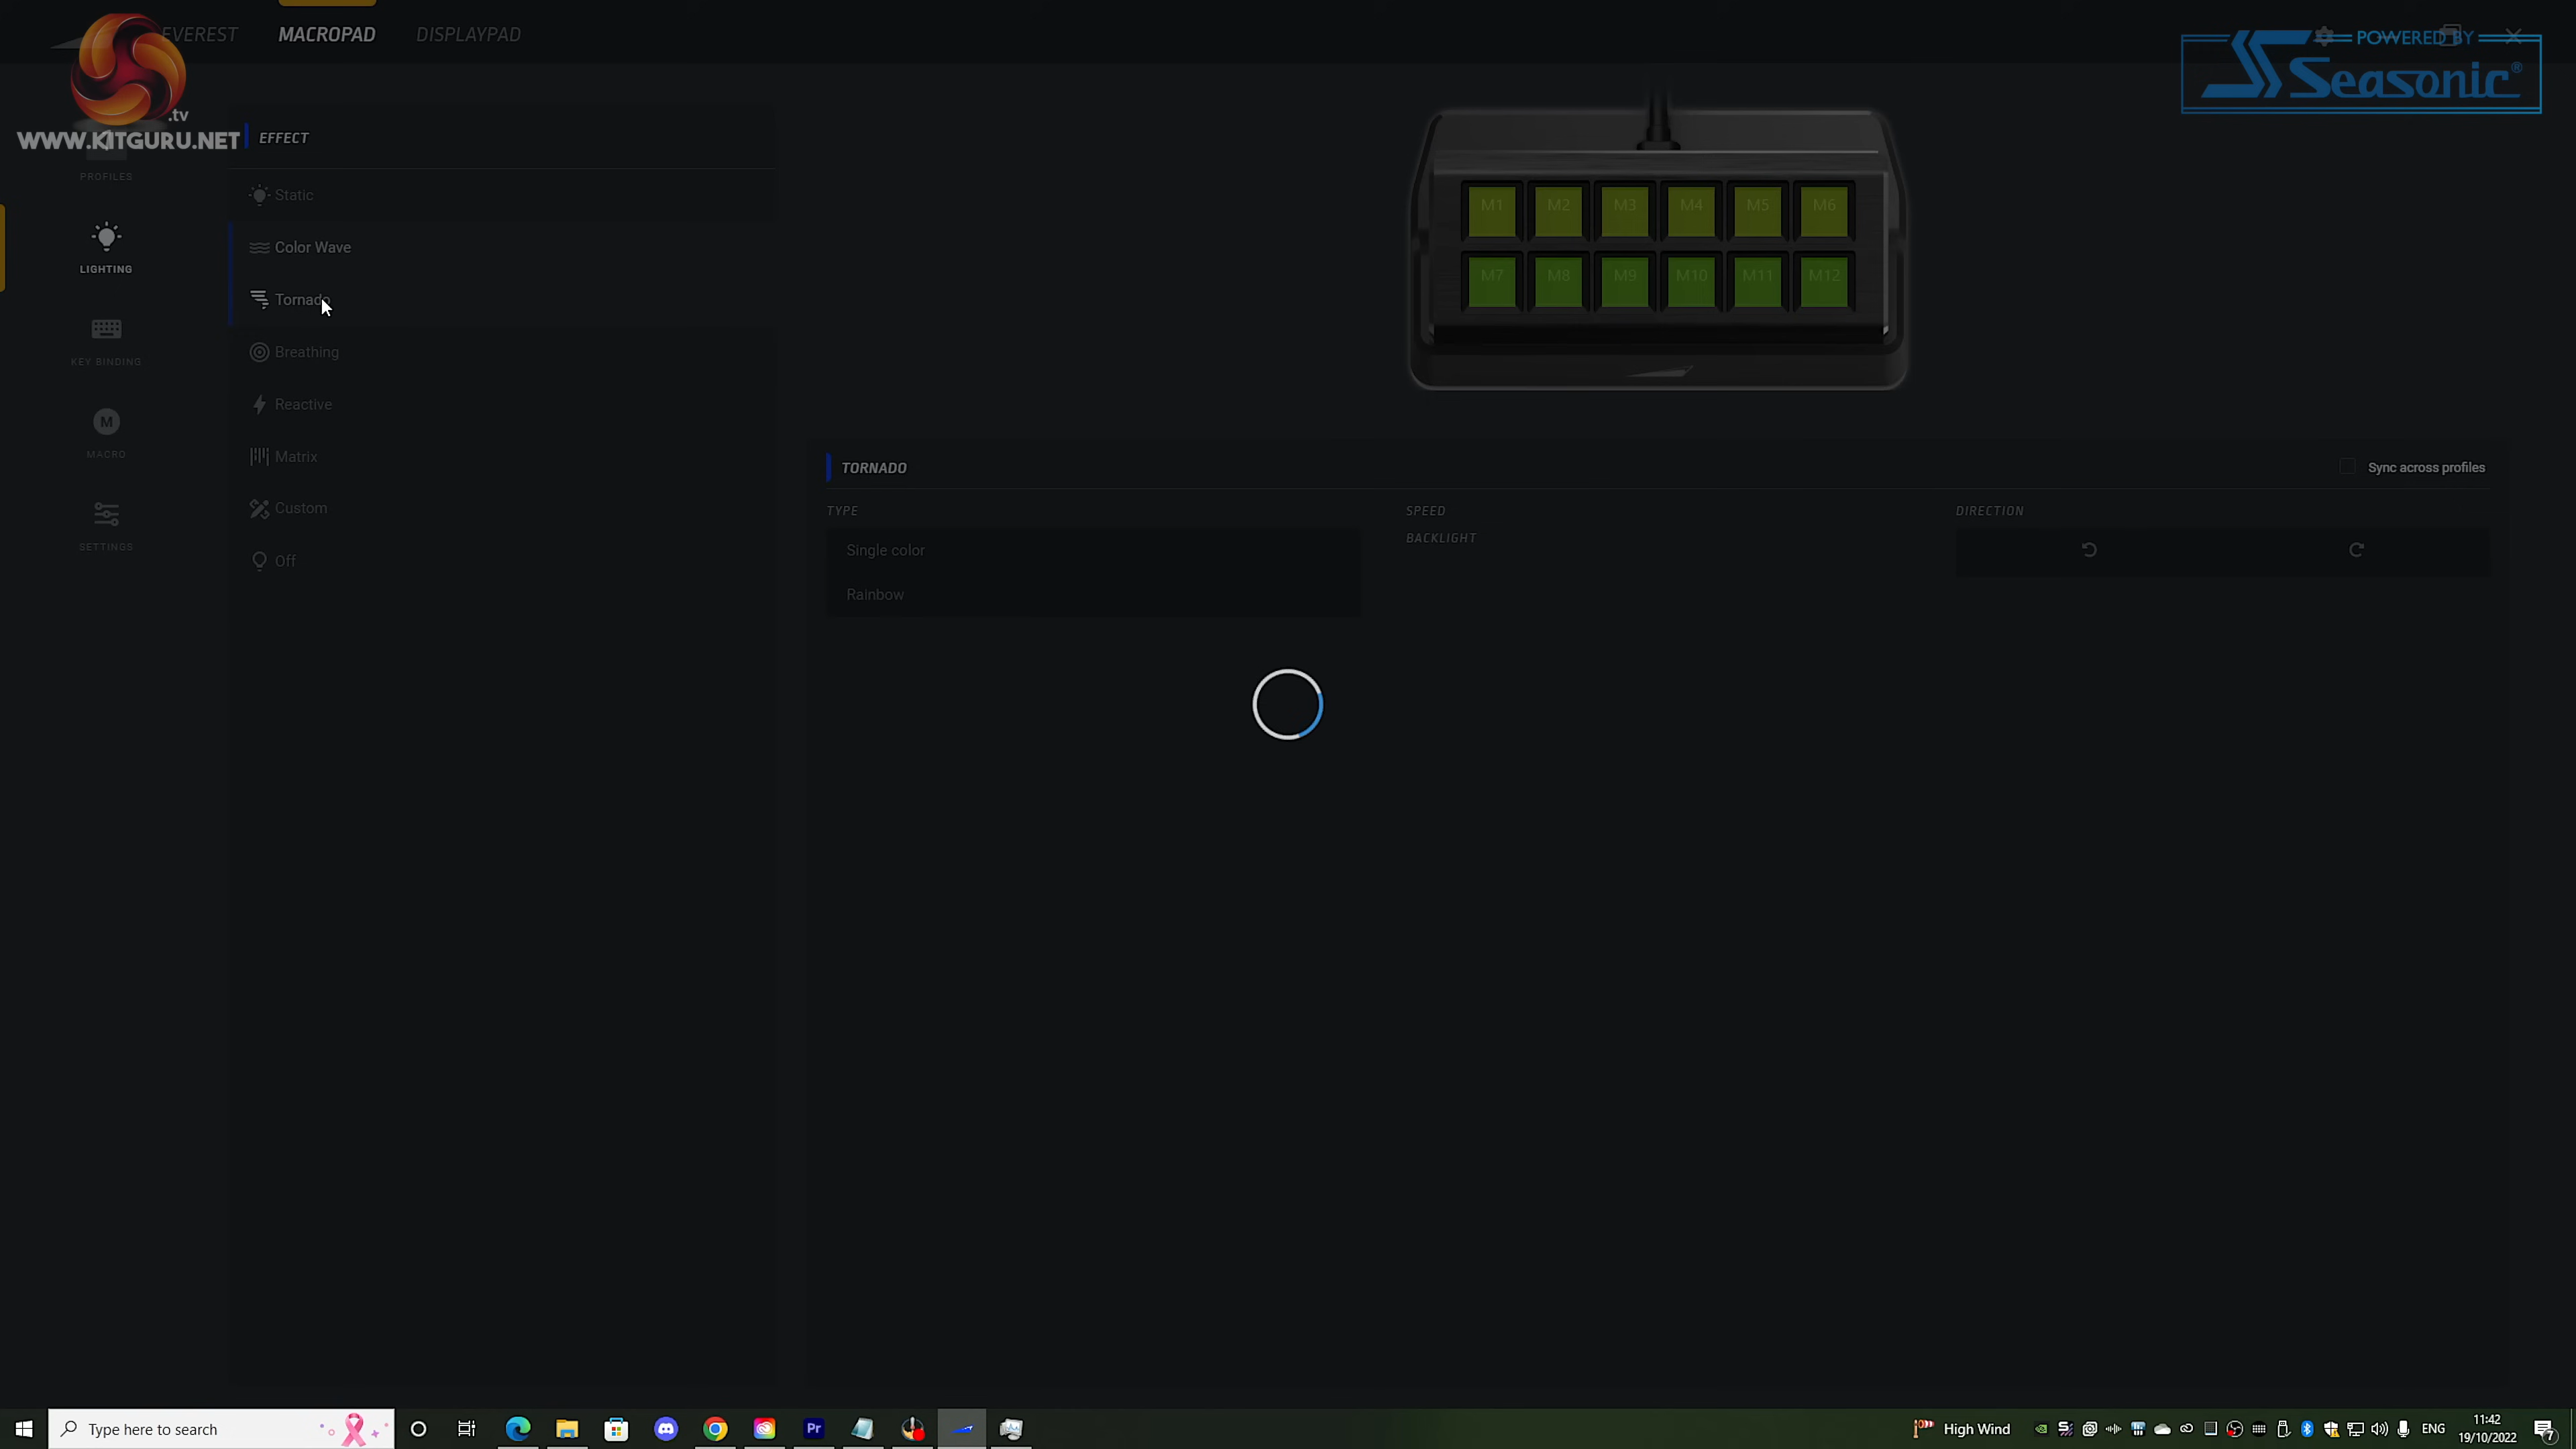 EVEREST
MACROPAD
DISPLAYPAD
POWERED BY
Seasonic®
.tv
WWW.KITGURU.NET
PROFILES
LIGHTING
KEY BINDING
M
MACRO
SETTINGS
EFFECT
Static
Color Wave
Tornado
Breathing
Reactive
Matrix
Custom
Off
M1 M2 M3 M4 M5 M6
M7 M8 M9 M10 M11 M12
TORNADO
Sync across profiles
TYPE
Single color
Rainbow
SPEED
BACKLIGHT
DIRECTION
Type here to search
Pr
High Wind
ENG
11:42
19/10/2022
7